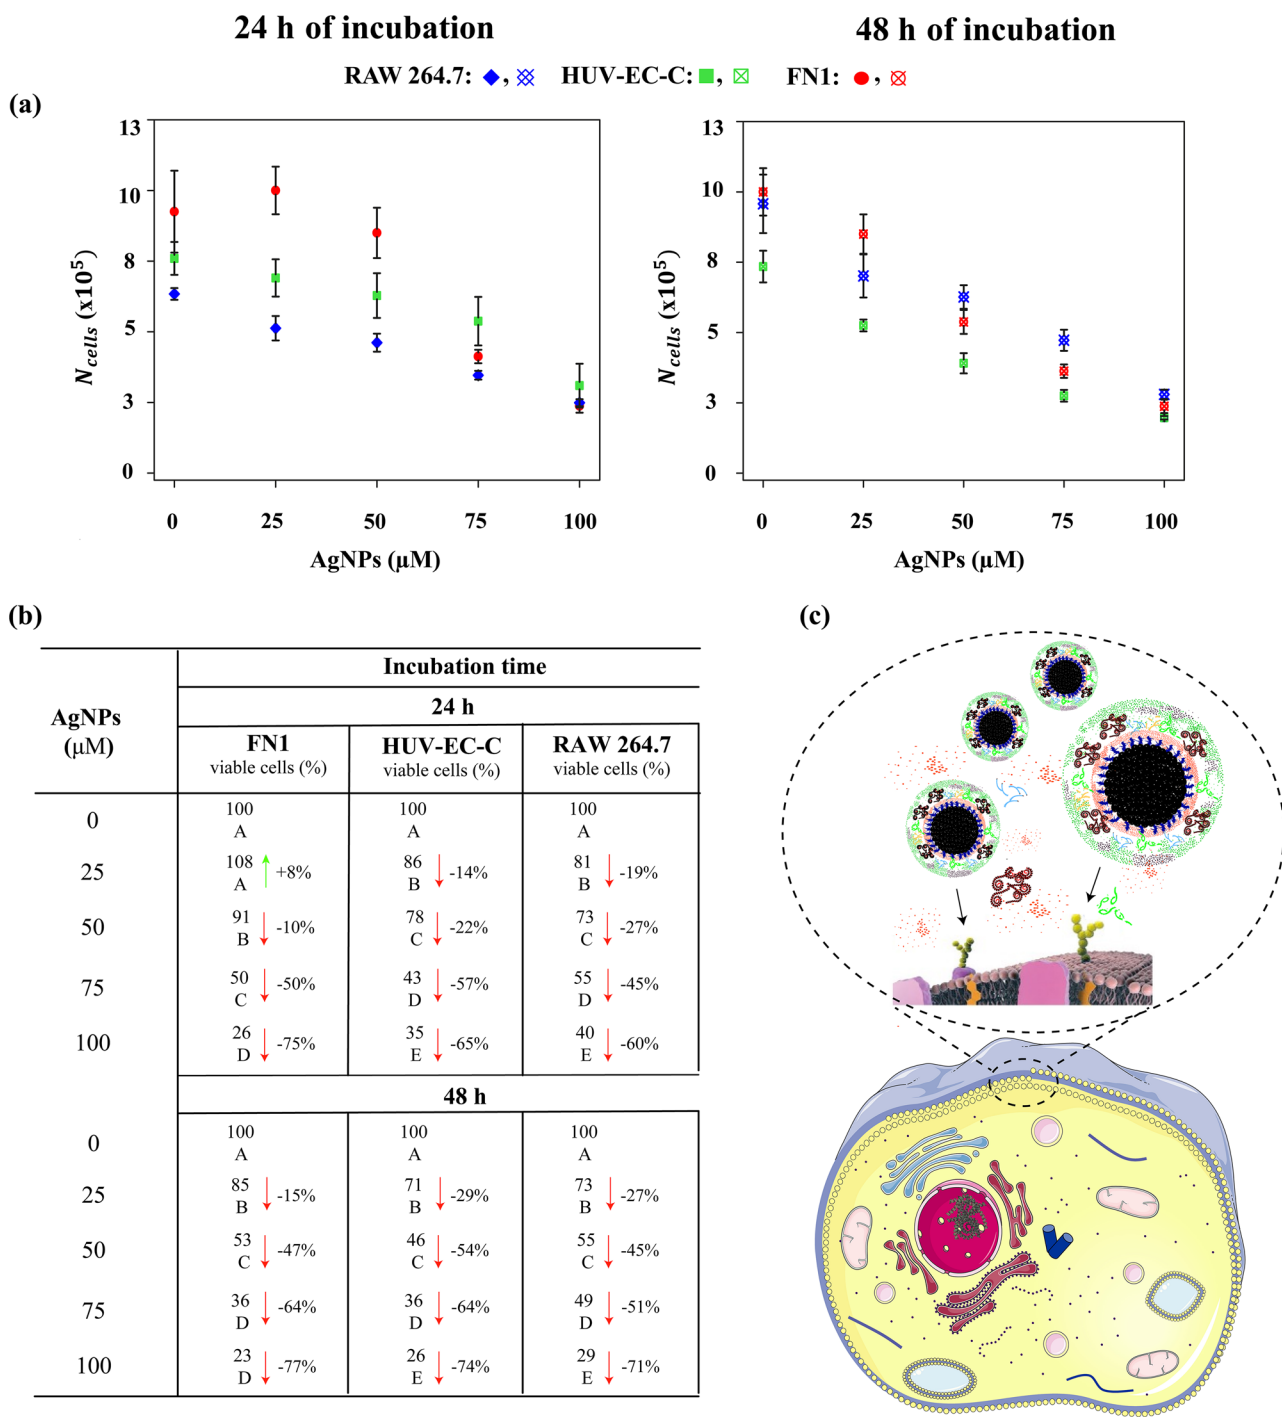 24 h of incubation
48 h of incubation
RAW 264.7: , HUV-EC-C: , FN1: ,
(a)
13
10
8
5
3
0
N_cells (x10^5)
0 25 50 75 100
AgNPs (μM)
13
10
8
5
3
0
N_cells (x10^5)
0 25 50 75 100
AgNPs (μM)
(b)
Incubation time
AgNPs
(μM)
24 h
FN1 HUV-EC-C RAW 264.7
viable cells (%) viable cells (%) viable cells (%)
0 100 100 100
A A A
25 108 +8% 86 -14% 81 -19%
A B B
50 91 -10% 78 -22% 73 -27%
B C C
75 50 -50% 43 -57% 55 -45%
C D D
100 26 -75% 35 -65% 40 -60%
D E E
48 h
0 100 100 100
A A A
25 85 -15% 71 -29% 73 -27%
B B B
50 53 -47% 46 -54% 55 -45%
C C C
75 36 -64% 36 -64% 49 -51%
D D D
100 23 -77% 26 -74% 29 -71%
D E E
(c)